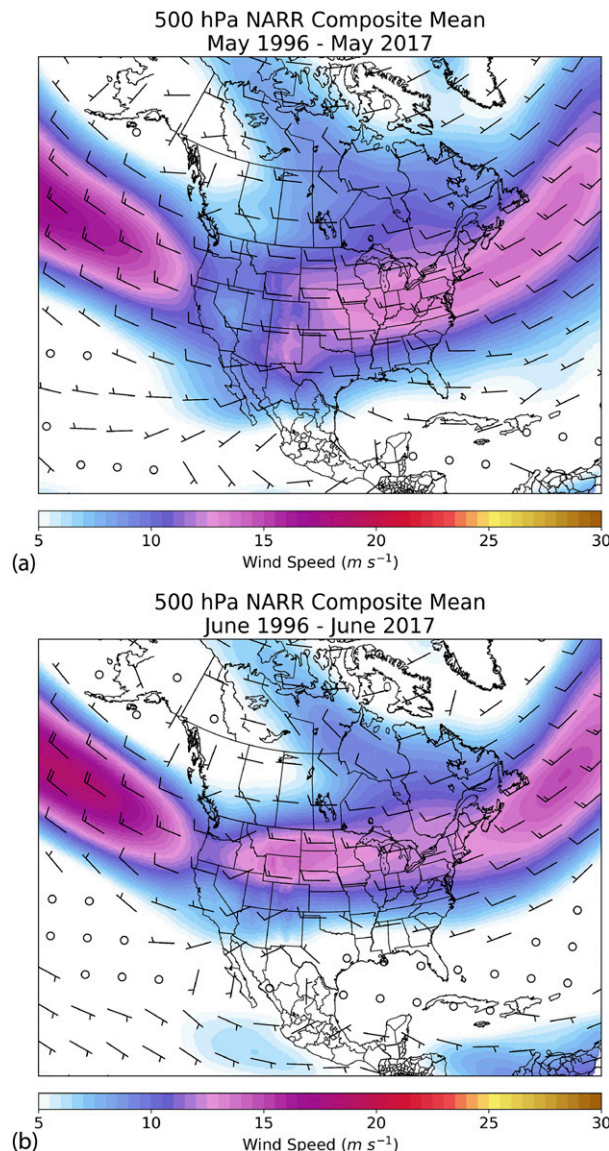 500 hPa NARR Composite Mean
May 1996 - May 2017
5 10 15 20 25 30
Wind Speed (m s⁻¹)
(a)
500 hPa NARR Composite Mean
June 1996 - June 2017
5 10 15 20 25 30
Wind Speed (m s⁻¹)
(b)